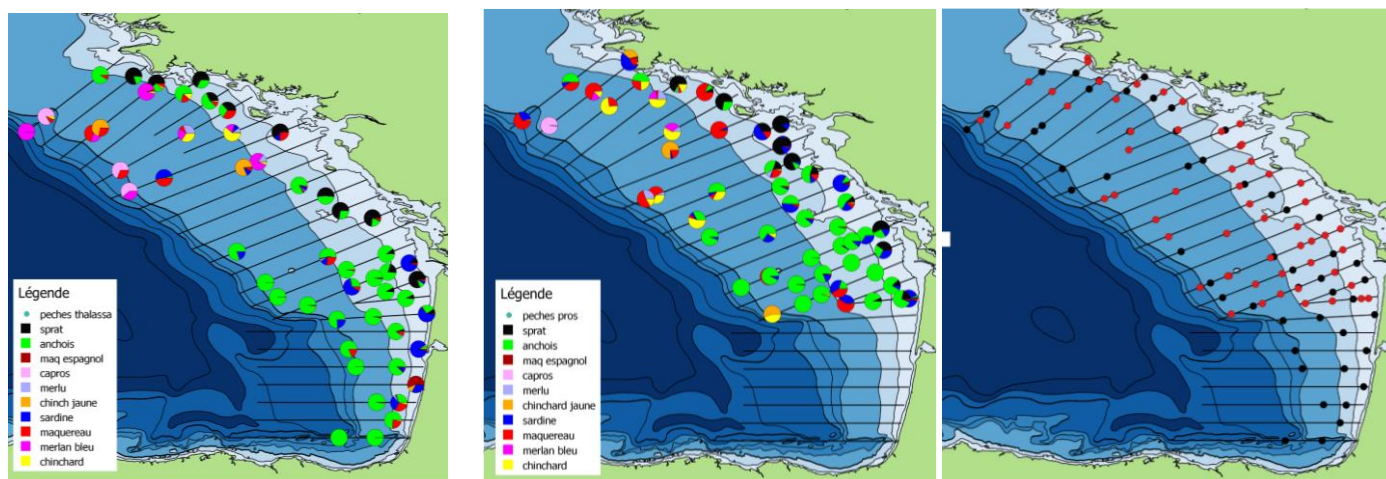 Légende
peches thalassa
sprat
anchois
maq espagnol
capros
merlu
chinch jaune
sardine
maquereau
merlan bleu
chinchard
Légende
peches pros
sprat
anchois
maq espagnol
capros
merlu
chinchard jaune
sardine
maquereau
merlan bleu
chinchard